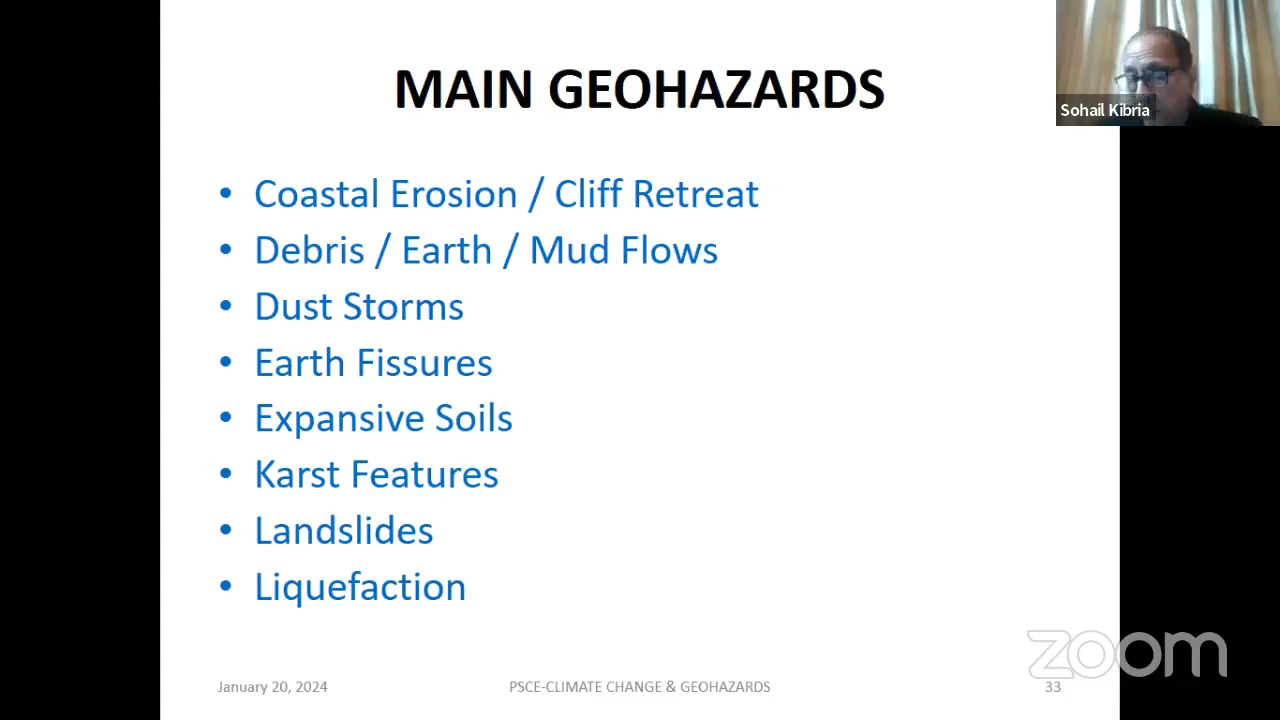 MAIN GEOHAZARDS
Sohail Kibria
• Coastal Erosion / Cliff Retreat
• Debris / Earth / Mud Flows
• Dust Storms
• Earth Fissures
• Expansive Soils
• Karst Features
• Landslides
• Liquefaction
zoom
January 20, 2024
PSCE-CLIMATE CHANGE & GEOHAZARDS
33